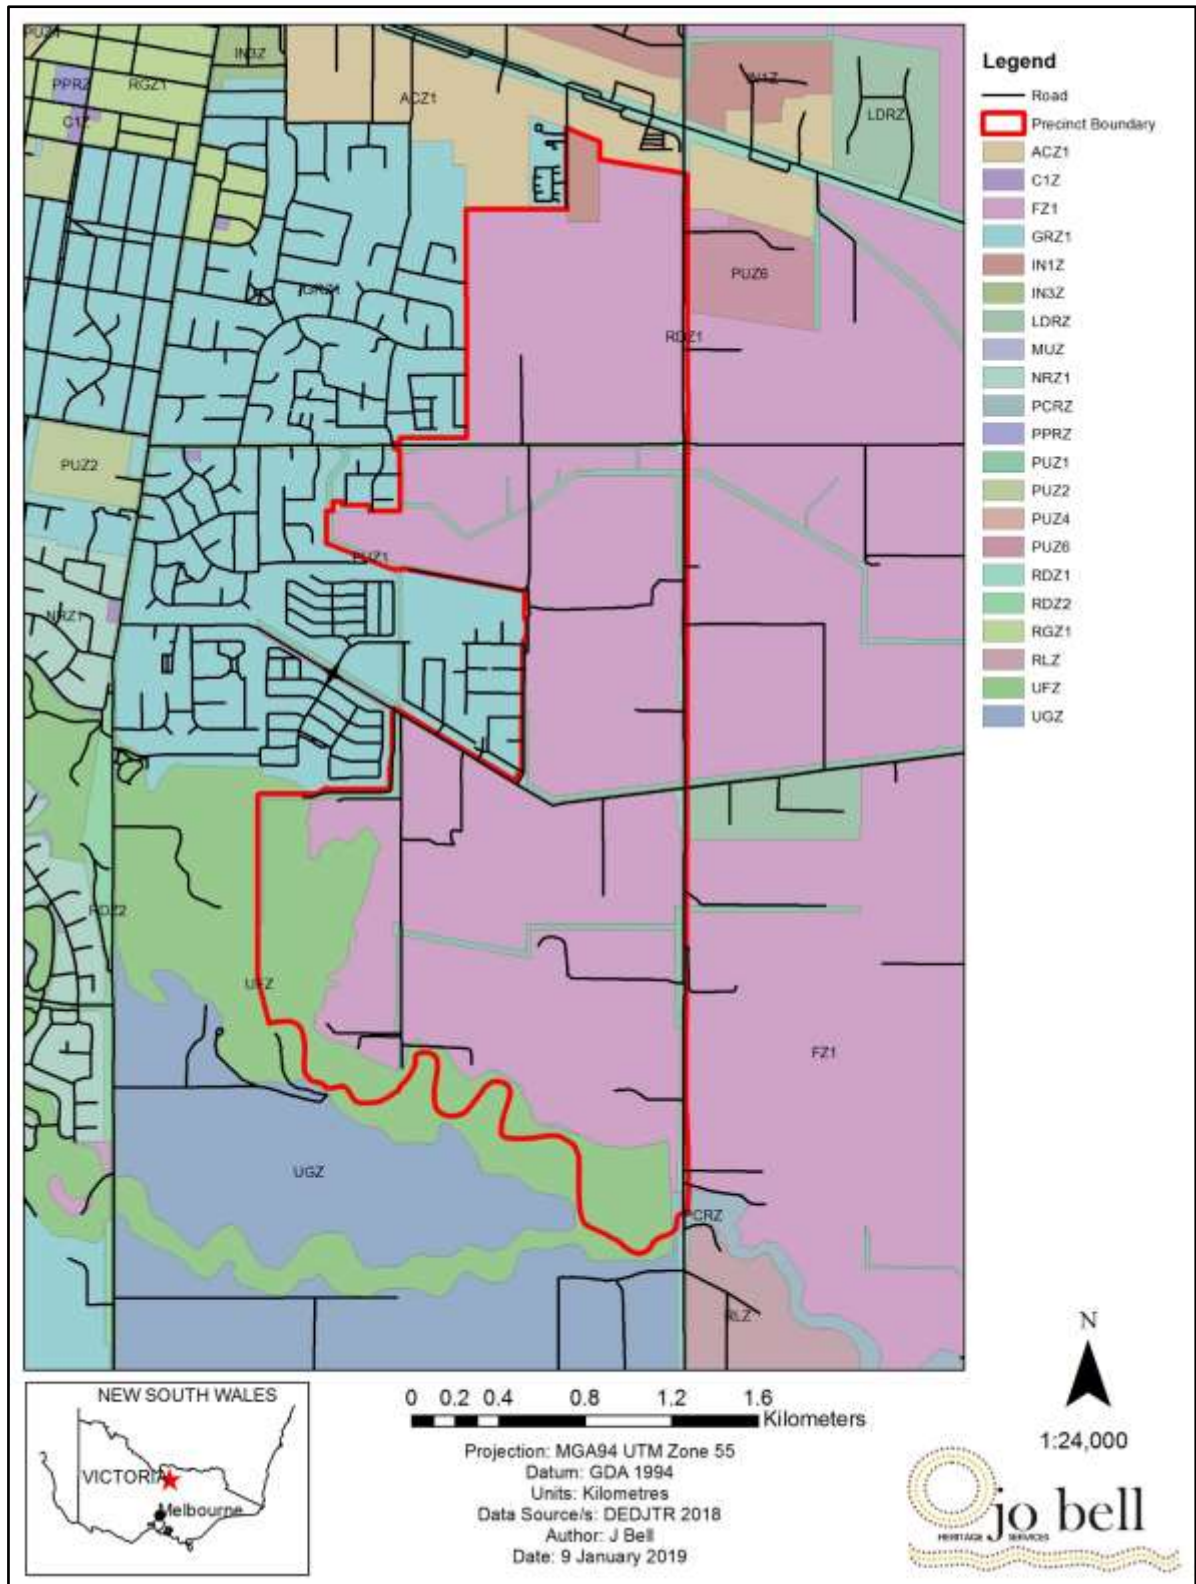 PUZ4
IN3Z
PPRZ
RGZ1
C1Z
ACZ1
IN1Z
LDRZ
GRZ1
PUZ6
RDZ1
PUZ2
PUZ1
NRZ1
RDZ2
UFZ
FZ1
UGZ
PCRZ
RLZ
Legend
Road
Precinct Boundary
ACZ1
C1Z
FZ1
GRZ1
IN1Z
IN3Z
LDRZ
MUZ
NRZ1
PCRZ
PPRZ
PUZ1
PUZ2
PUZ4
PUZ6
RDZ1
RDZ2
RGZ1
RLZ
UFZ
UGZ
NEW SOUTH WALES
VICTORIA
Melbourne
0 0.2 0.4 0.8 1.2 1.6
Kilometers
Projection: MGA94 UTM Zone 55
Datum: GDA 1994
Units: Kilometres
Data Source/s: DEDJTR 2018
Author: J Bell
Date: 9 January 2019
N
1:24,000
jo bell
HERITAGE SERVICES